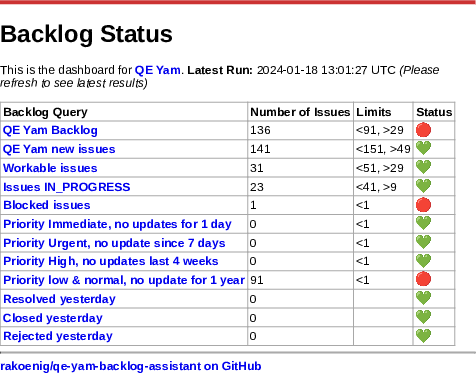 Backlog Status
This is the dashboard for QE Yam. Latest Run: 2024-01-18 13:01:27 UTC (Please
refresh to see latest results)
Backlog Query Number of Issues Limits Status
QE Yam Backlog 136 <91, >29
QE Yam new issues 141 <151, >49
Workable issues 31 <51, >29
Issues IN_PROGRESS 23 <41, >9
Blocked issues 1 <1
Priority Immediate, no updates for 1 day 0 <1
Priority Urgent, no update since 7 days 0 <1
Priority High, no updates last 4 weeks 0 <1
Priority low & normal, no update for 1 year 91 <1
Resolved yesterday 0
Closed yesterday 0
Rejected yesterday 0
rakoenig/qe-yam-backlog-assistant on GitHub